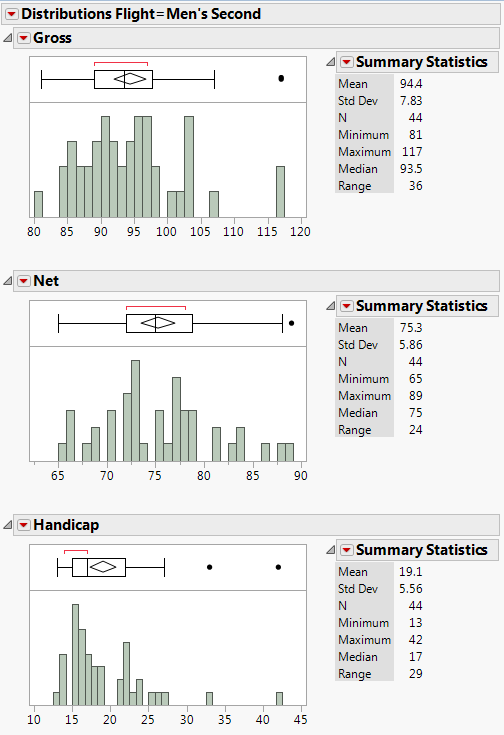 Distributions Flight=Men's Second
Gross
Summary Statistics
Mean 94.4
Std Dev 7.83
N 44
Minimum 81
Maximum 117
Median 93.5
Range 36
80 85 90 95 100 105 110 115 120
Net
Summary Statistics
Mean 75.3
Std Dev 5.86
N 44
Minimum 65
Maximum 89
Median 75
Range 24
65 70 75 80 85 90
Handicap
Summary Statistics
Mean 19.1
Std Dev 5.56
N 44
Minimum 13
Maximum 42
Median 17
Range 29
10 15 20 25 30 35 40 45